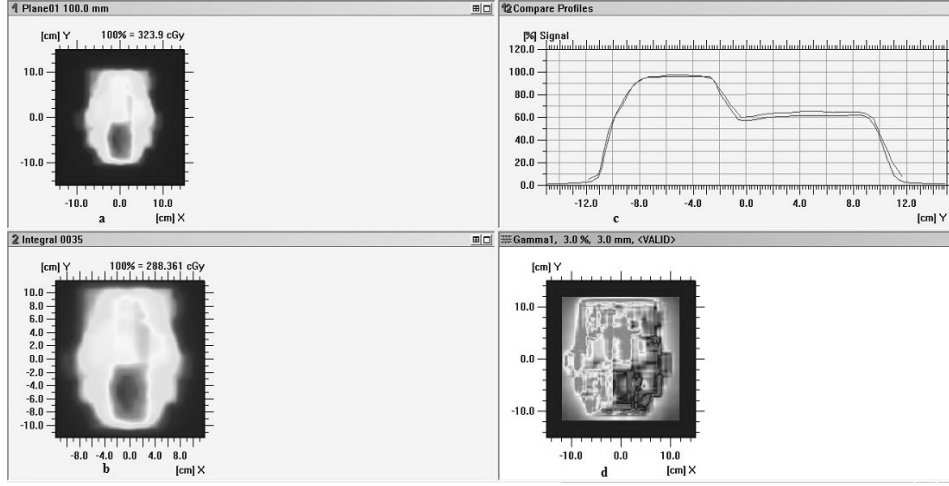 1 Plane01 100.0 mm
[cm] Y 100% = 323.9 cGy
10.0
0.0
-10.0
-10.0 0.0 10.0
a [cm] X
12 Compare Profiles
[%] Signal
120.0
100.0
80.0
60.0
40.0
20.0
0.0
-12.0 -8.0 -4.0 0.0 4.0 8.0 12.0
c [cm] Y
2 Integral 0035
[cm] Y 100% = 288.361 cGy
10.0
8.0
6.0
4.0
2.0
0.0
-2.0
-4.0
-6.0
-8.0
-10.0
-8.0 -4.0 0.0 4.0 8.0
b [cm] X
Gamma1, 3.0 %, 3.0 mm, <VALID>
[cm] Y
10.0
0.0
-10.0
-10.0 0.0 10.0
d [cm] X